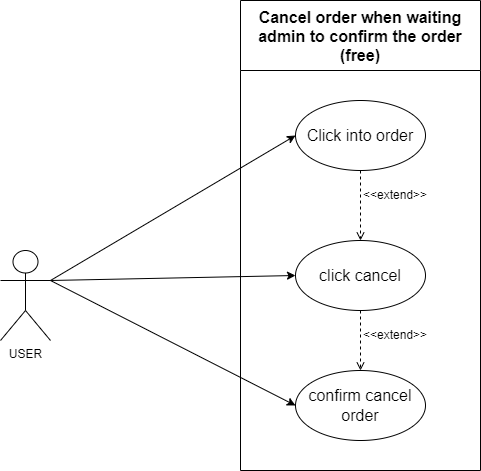 Cancel order when waiting
admin to confirm the order
(free)
Click into order
<<extend>>
click cancel
<<extend>>
confirm cancel
order
USER